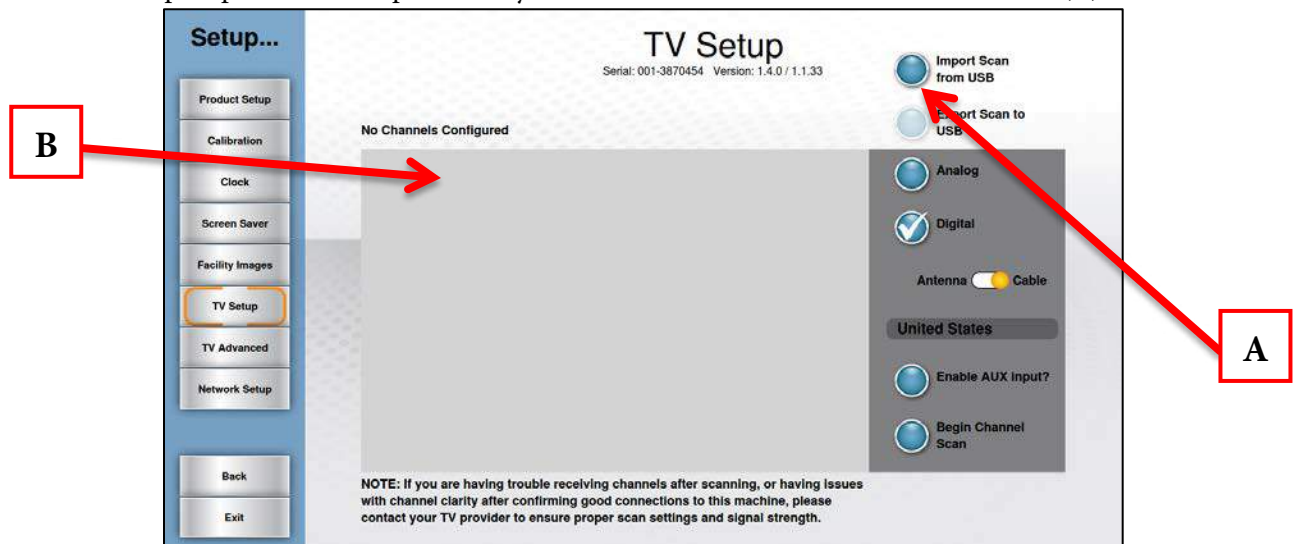 Setup...
TV Setup
Serial: 001-3870454 Version: 1.4.0 / 1.1.33
Import Scan
from USB
Export Scan to
USB
Product Setup
Calibration
Clock
Screen Saver
Facility Images
TV Setup
TV Advanced
Network Setup
Back
Exit
No Channels Configured
Analog
Digital
Antenna Cable
United States
Enable AUX input?
Begin Channel
Scan
NOTE: If you are having trouble receiving channels after scanning, or having issues
with channel clarity after confirming good connections to this machine, please
contact your TV provider to ensure proper scan settings and signal strength.
B
A